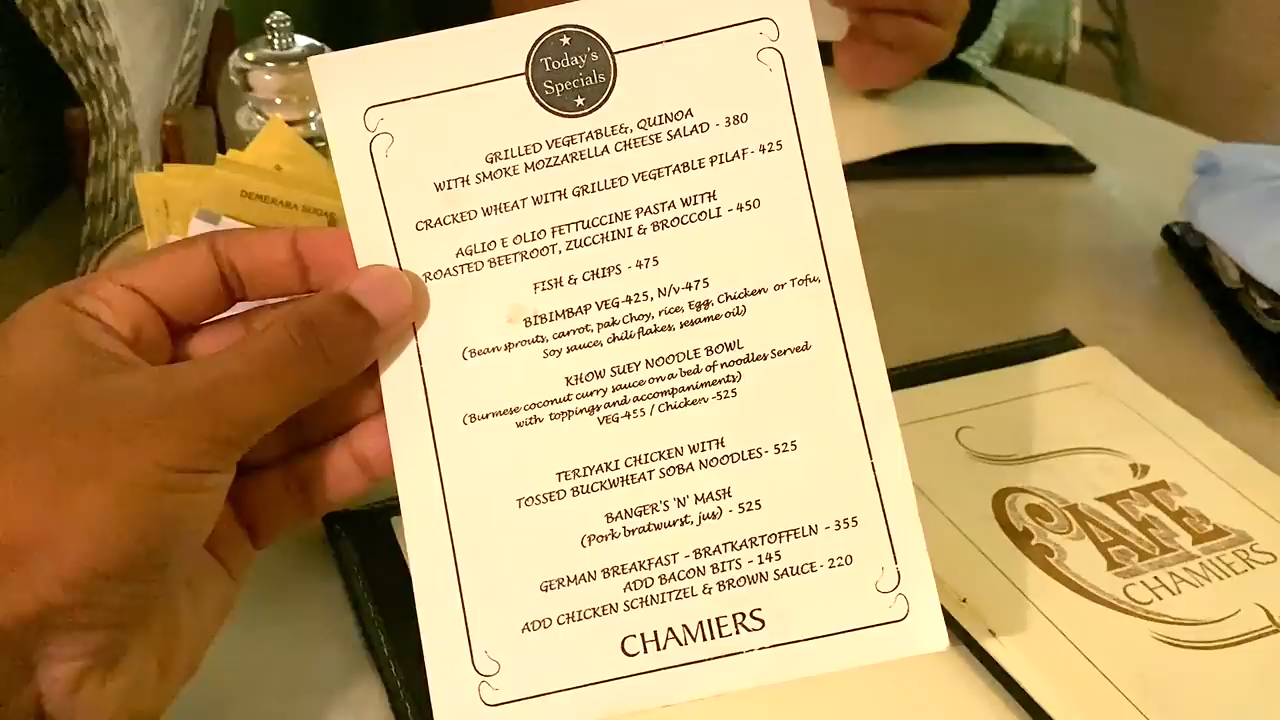 Today's
Specials
GRILLED VEGETABLE&, QUINOA
WITH SMOKE MOZZARELLA CHEESE SALAD - 380
CRACKED WHEAT WITH GRILLED VEGETABLE PILAF - 425
AGLIO E OLIO FETTUCCINE PASTA WITH
ROASTED BEETROOT, ZUCCHINI & BROCCOLI - 450
FISH & CHIPS - 475
BIBIMBAP VEG-425, N/v-475
(Bean sprouts, carrot, pak Choy, rice, Egg, Chicken or Tofu,
Soy sauce, chili flakes, sesame oil)
KHOW SUEY NOODLE BOWL
(Burmese coconut curry sauce on a bed of noodles Served
with toppings and accompaniments)
VEG-455 / Chicken -525
TERIYAKI CHICKEN WITH
TOSSED BUCKWHEAT SOBA NOODLES - 525
BANGER'S 'N' MASH
(Pork bratwurst, jus) - 525
GERMAN BREAKFAST - BRATKARTOFFELN - 355
ADD BACON BITS - 145
ADD CHICKEN SCHNITZEL & BROWN SAUCE - 220
CHAMIERS
DEMERARA SUGAR
CAFÉ
CHAMIERS